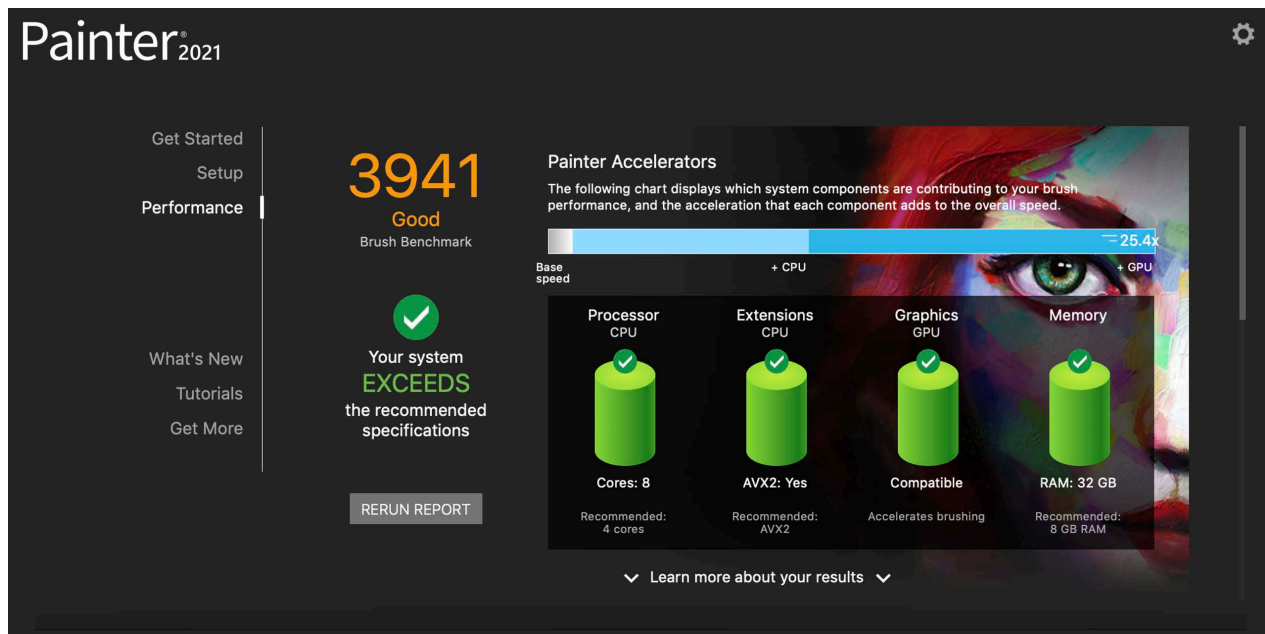 Painter® 2021
Get Started
Setup
Performance
What's New
Tutorials
Get More
3941
Good
Brush Benchmark
Your system
EXCEEDS
the recommended
specifications
RERUN REPORT
Painter Accelerators
The following chart displays which system components are contributing to your brush
performance, and the acceleration that each component adds to the overall speed.
25.4x
Base
speed
+ CPU
+ GPU
Processor
CPU
Cores: 8
Recommended:
4 cores
Extensions
CPU
AVX2: Yes
Recommended:
AVX2
Graphics
GPU
Compatible
Accelerates brushing
Memory
RAM: 32 GB
Recommended:
8 GB RAM
Learn more about your results